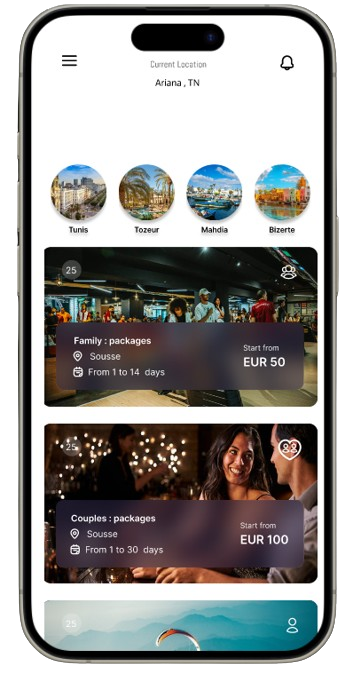 Current Location
Ariana , TN
Tunis
Tozeur
Mahdia
Bizerte
25
Family : packages
Sousse
From 1 to 14 days
Start from
EUR 50
25
Couples : packages
Sousse
From 1 to 30 days
Start from
EUR 100
25